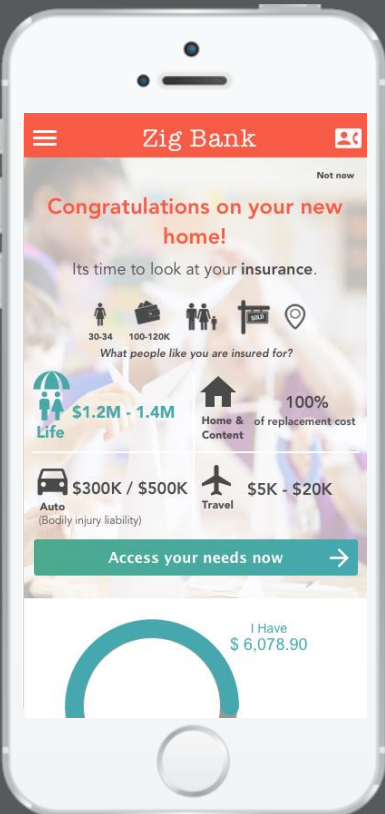 Zig Bank
Not now
Congratulations on your new
home!
Its time to look at your insurance.
SOLD
30-34 100-120K
What people like you are insured for?
$1.2M - 1.4M
Life
100%
Home & of replacement cost
Content
$300K / $500K
Auto
(Bodily injury liability)
$5K - $20K
Travel
Access your needs now
I Have
$ 6,078.90